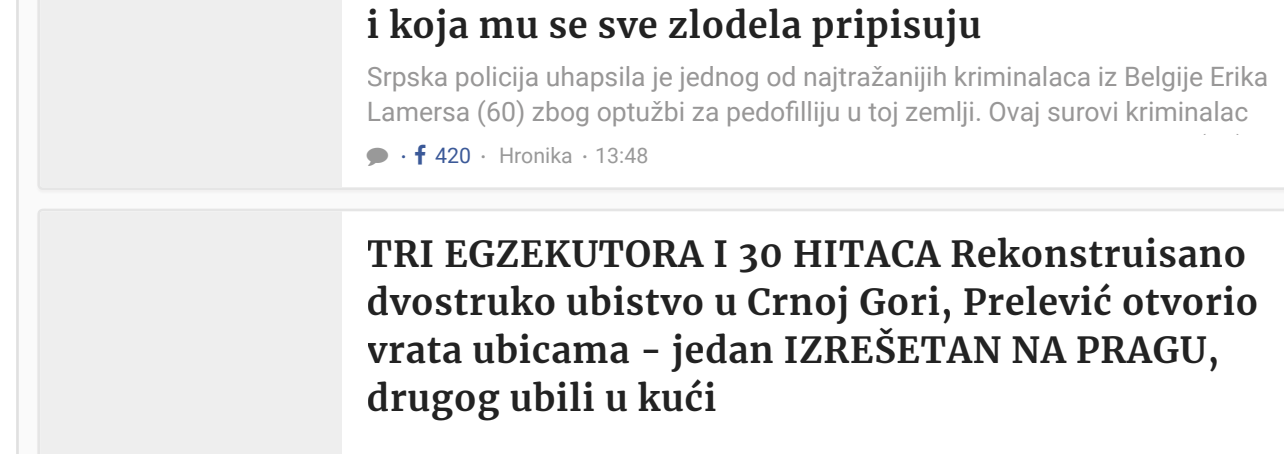 i koja mu se sve zlodela pripisuju
Srpska policija uhapsila je jednog od najtražanijih kriminalaca iz Belgije Erika
Lamersa (60) zbog optužbi za pedofilliju u toj zemlji. Ovaj surovi kriminalac
· f 420 · Hronika · 13:48
TRI EGZEKUTORA I 30 HITACA Rekonstruisano
dvostruko ubistvo u Crnoj Gori, Prelević otvorio
vrata ubicama - jedan IZREŠETAN NA PRAGU,
drugog ubili u kući